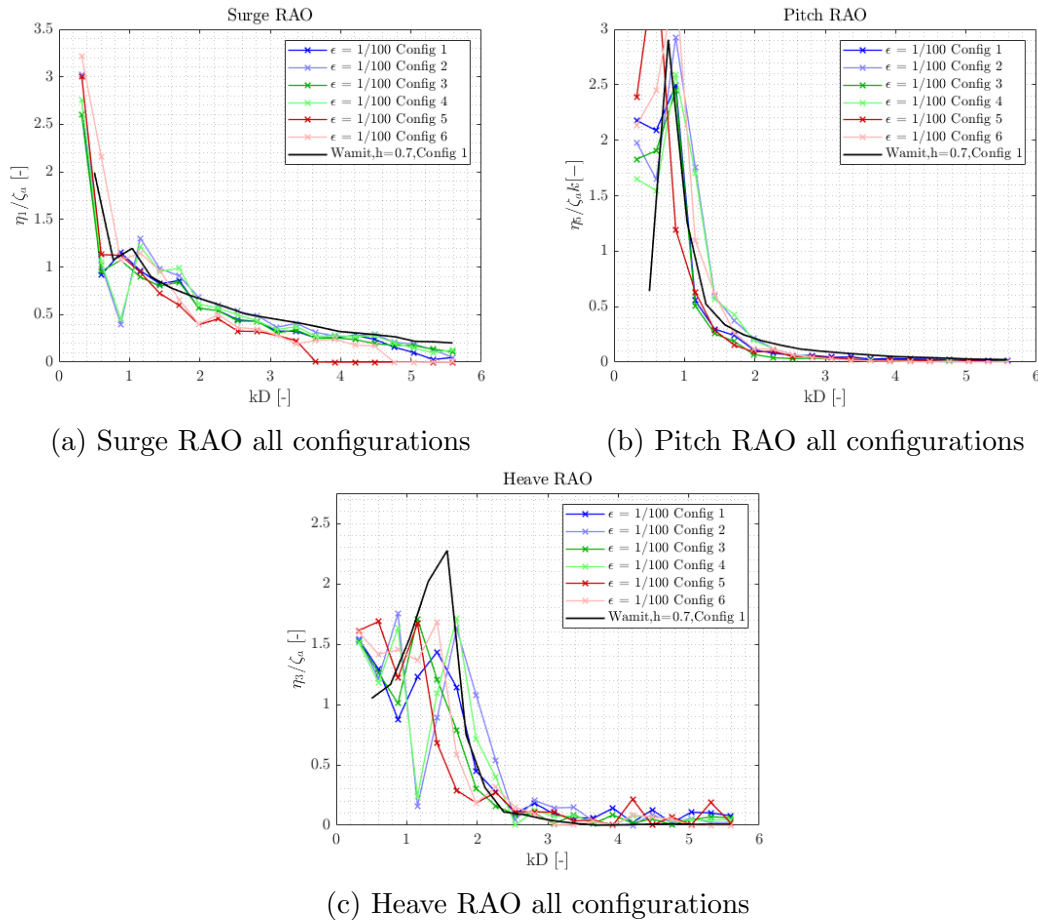 Surge RAO
3.5
3
2.5
2
1.5
1
0.5
0
η₁/ζₐ [-]
0 1 2 3 4 5 6
kD [-]
ϵ = 1/100 Config 1
ϵ = 1/100 Config 2
ϵ = 1/100 Config 3
ϵ = 1/100 Config 4
ϵ = 1/100 Config 5
ϵ = 1/100 Config 6
Wamit,h=0.7,Config 1
(a) Surge RAO all configurations
Pitch RAO
3
2.5
2
1.5
1
0.5
0
η₅/ζₐk[−]
0 1 2 3 4 5 6
kD [-]
ϵ = 1/100 Config 1
ϵ = 1/100 Config 2
ϵ = 1/100 Config 3
ϵ = 1/100 Config 4
ϵ = 1/100 Config 5
ϵ = 1/100 Config 6
Wamit,h=0.7,Config 1
(b) Pitch RAO all configurations
Heave RAO
2.5
2
1.5
1
0.5
0
η₃/ζₐ [-]
0 1 2 3 4 5 6
kD [-]
ϵ = 1/100 Config 1
ϵ = 1/100 Config 2
ϵ = 1/100 Config 3
ϵ = 1/100 Config 4
ϵ = 1/100 Config 5
ϵ = 1/100 Config 6
Wamit,h=0.7,Config 1
(c) Heave RAO all configurations